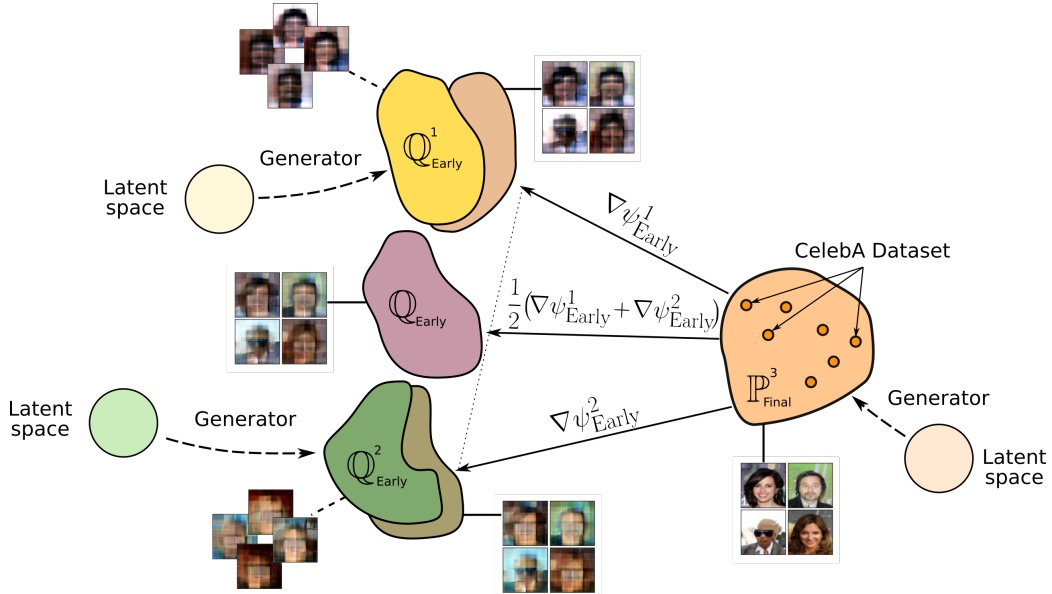 ℚ¹Early
Generator
Latent
space
∇ψ¹Early
CelebA Dataset
ℚEarly
1/2(∇ψ¹Early + ∇ψ²Early)
ℙ³Final
Latent
space
Generator
∇ψ²Early
Generator
ℚ²Early
Latent
space